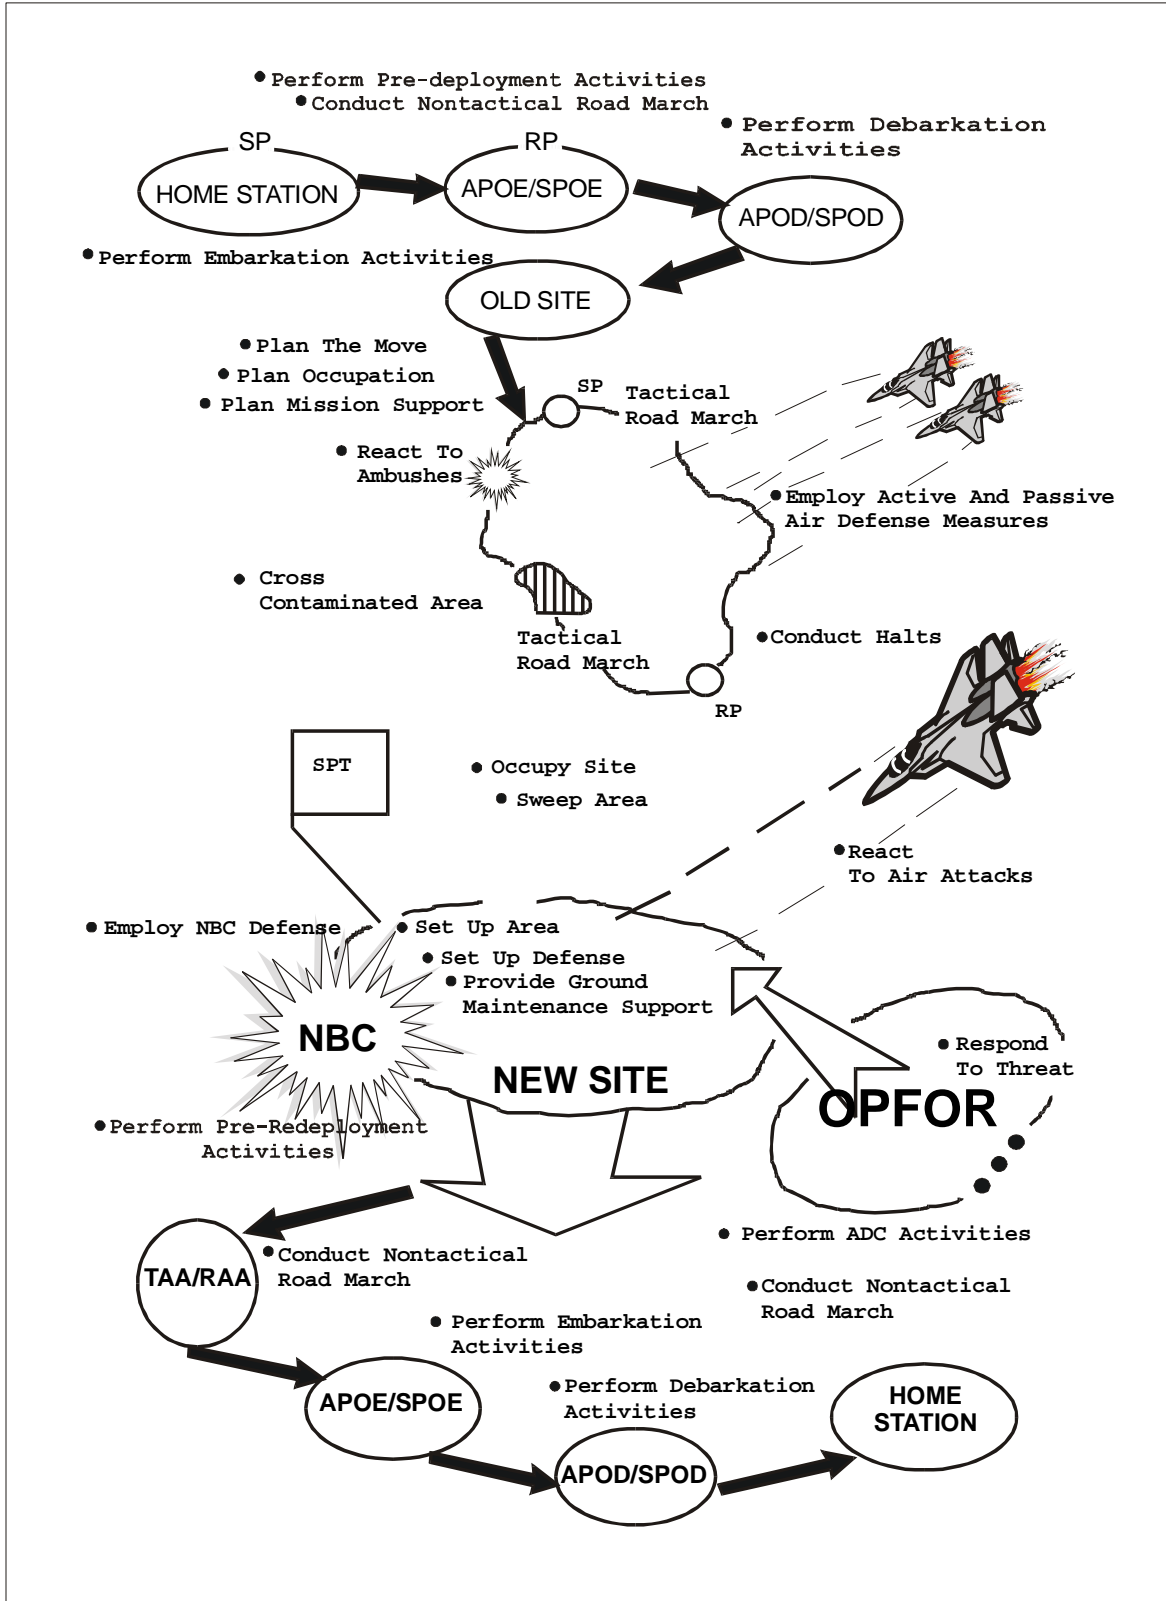 ● Perform Pre-deployment Activities
● Conduct Nontactical Road March
● Perform Debarkation
Activities
SP
RP
HOME STATION
APOE/SPOE
APOD/SPOD
● Perform Embarkation Activities
OLD SITE
● Plan The Move
● Plan Occupation
● Plan Mission Support
SP
Tactical
Road March
● React To
Ambushes
● Employ Active And Passive
Air Defense Measures
● Cross
Contaminated Area
Tactical
Road March
● Conduct Halts
RP
SPT
● Occupy Site
● Sweep Area
● React
To Air Attacks
● Employ NBC Defense
● Set Up Area
● Set Up Defense
● Provide Ground
Maintenance Support
NBC
NEW SITE
● Respond
To Threat
OPFOR
● Perform Pre-Redeployment
Activities
● Perform ADC Activities
TAA/RAA
● Conduct Nontactical
Road March
● Conduct Nontactical
Road March
● Perform Embarkation
Activities
APOE/SPOE
● Perform Debarkation
Activities
HOME
STATION
APOD/SPOD